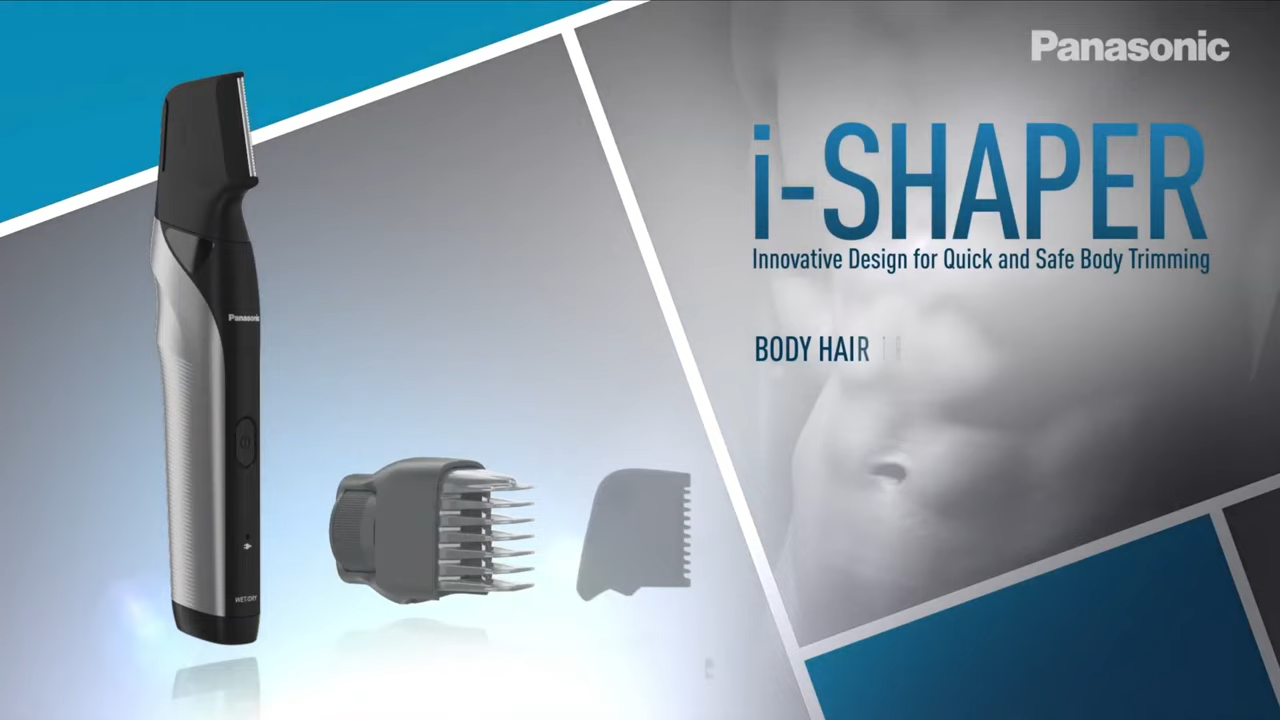 Panasonic
i-SHAPER
Innovative Design for Quick and Safe Body Trimming
BODY HAIR
Panasonic
WET/DRY